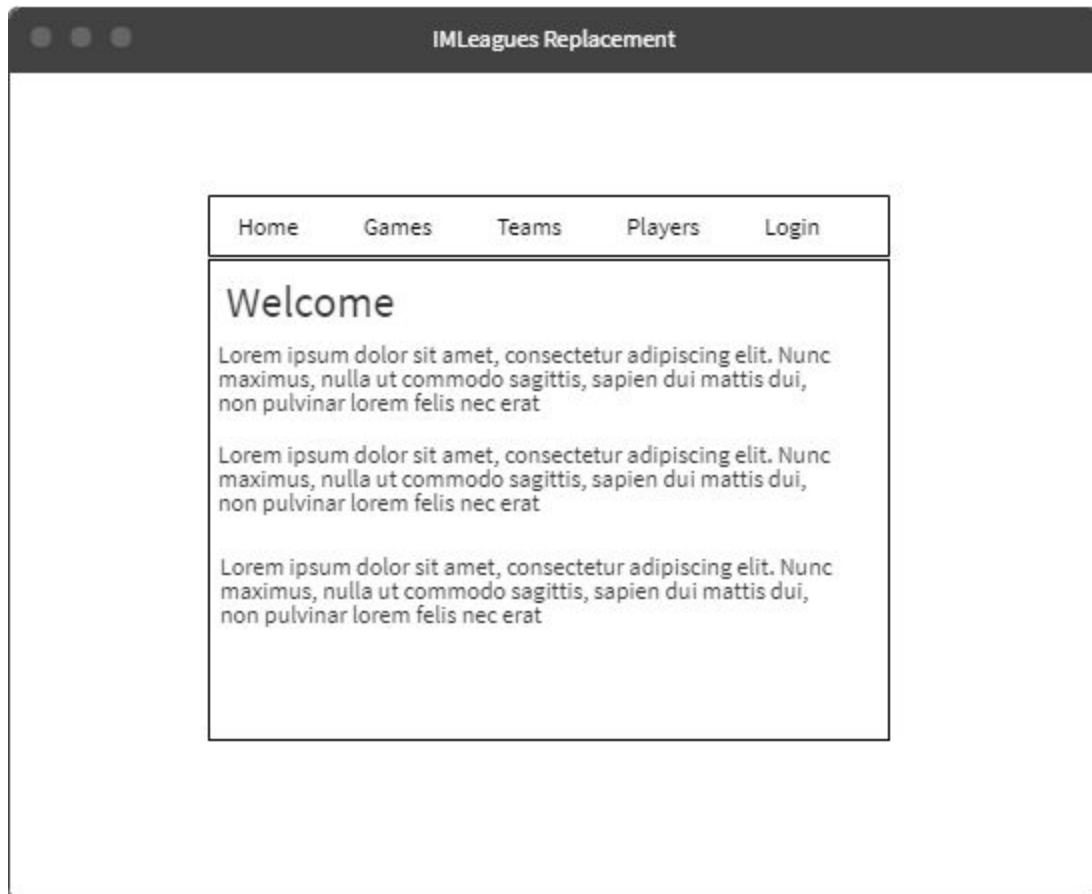 IMLeagues Replacement
Home Games Teams Players Login
Welcome
Lorem ipsum dolor sit amet, consectetur adipiscing elit. Nunc
maximus, nulla ut commodo sagittis, sapien dui mattis dui,
non pulvinar lorem felis nec erat
Lorem ipsum dolor sit amet, consectetur adipiscing elit. Nunc
maximus, nulla ut commodo sagittis, sapien dui mattis dui,
non pulvinar lorem felis nec erat
Lorem ipsum dolor sit amet, consectetur adipiscing elit. Nunc
maximus, nulla ut commodo sagittis, sapien dui mattis dui,
non pulvinar lorem felis nec erat